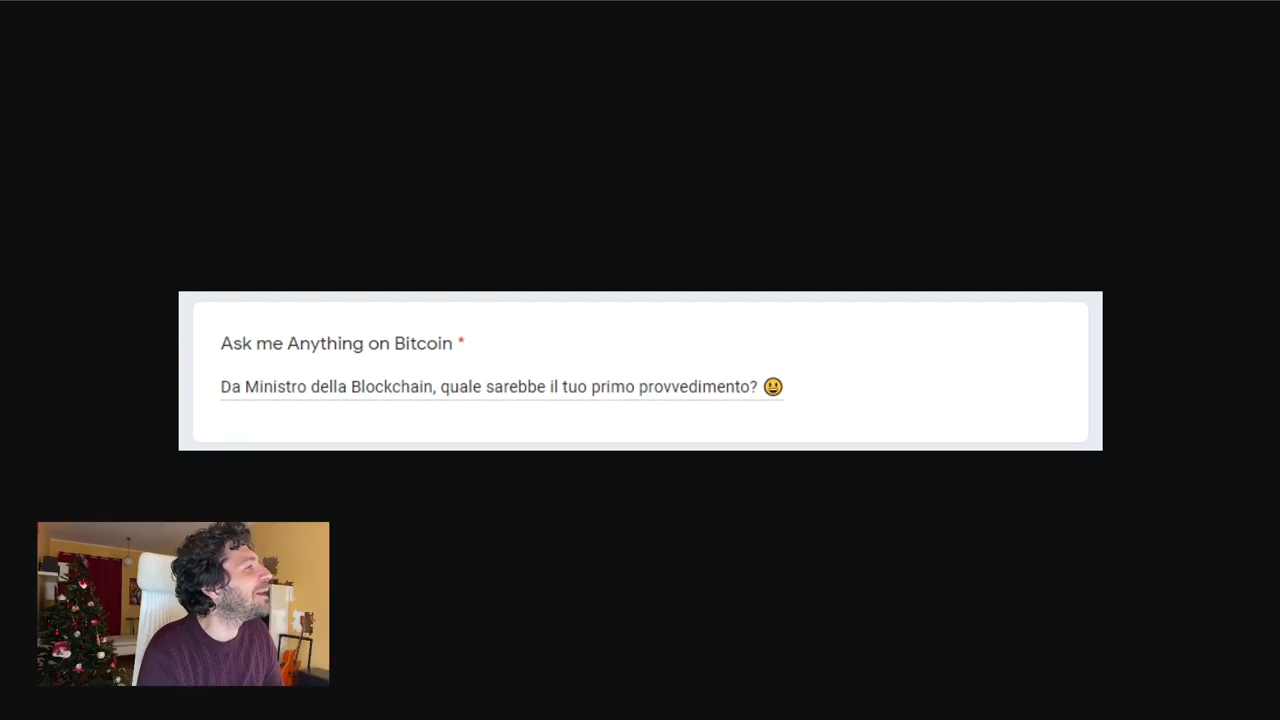 Ask me Anything on Bitcoin *
Da Ministro della Blockchain, quale sarebbe il tuo primo provvedimento? 😃